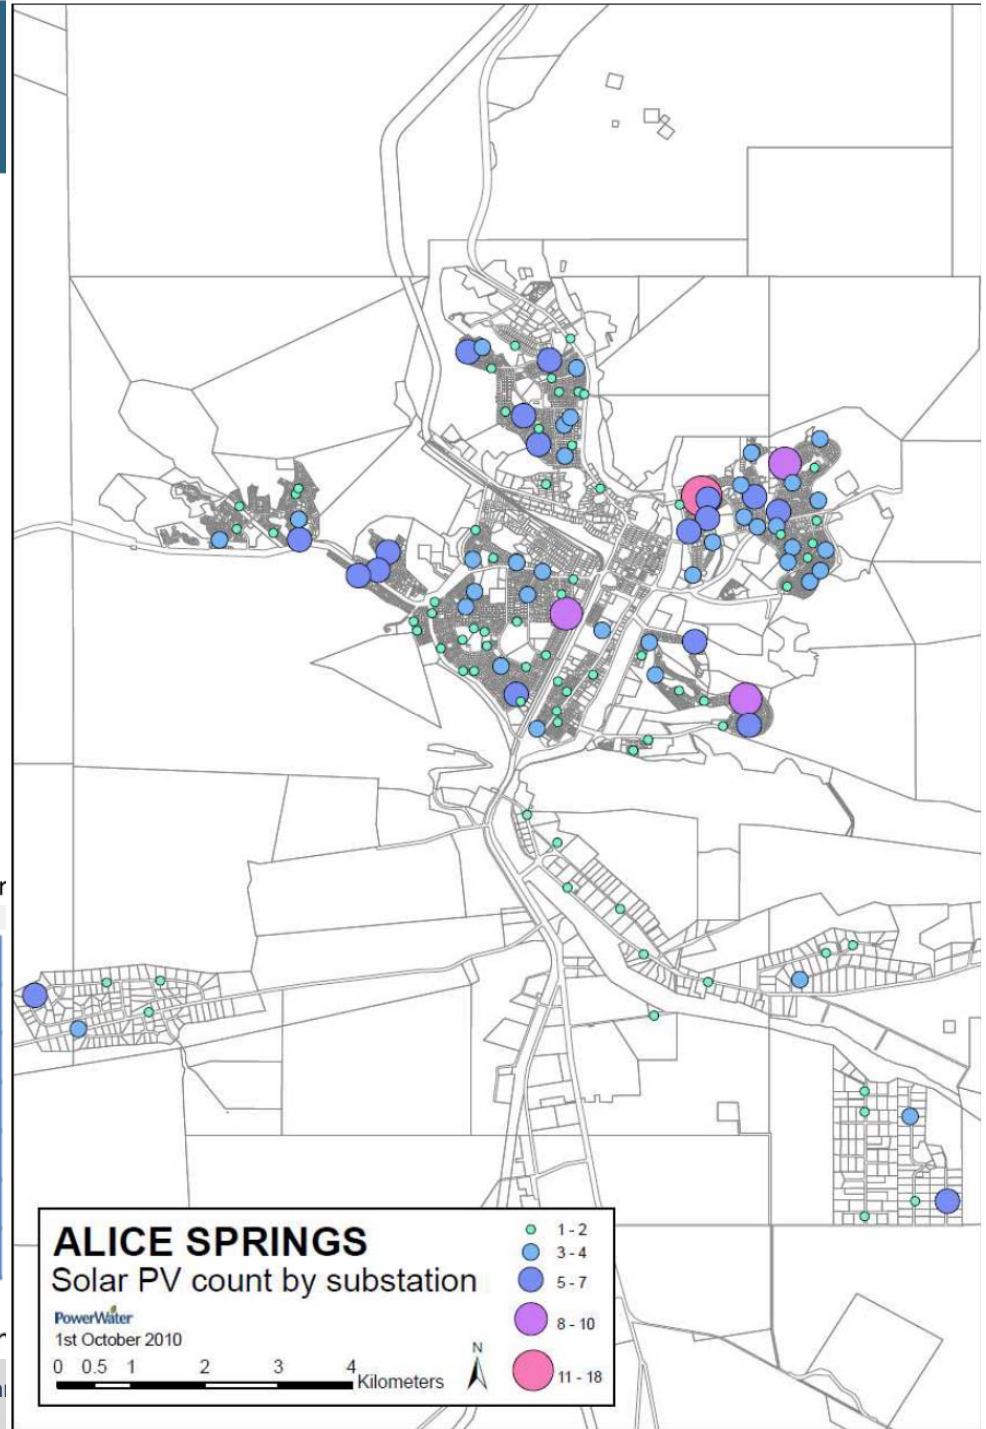 ALICE SPRINGS
Solar PV count by substation
PowerWater
1st October 2010
0 0.5 1 2 3 4
Kilometers
N
1 - 2
3 - 4
5 - 7
8 - 10
11 - 18